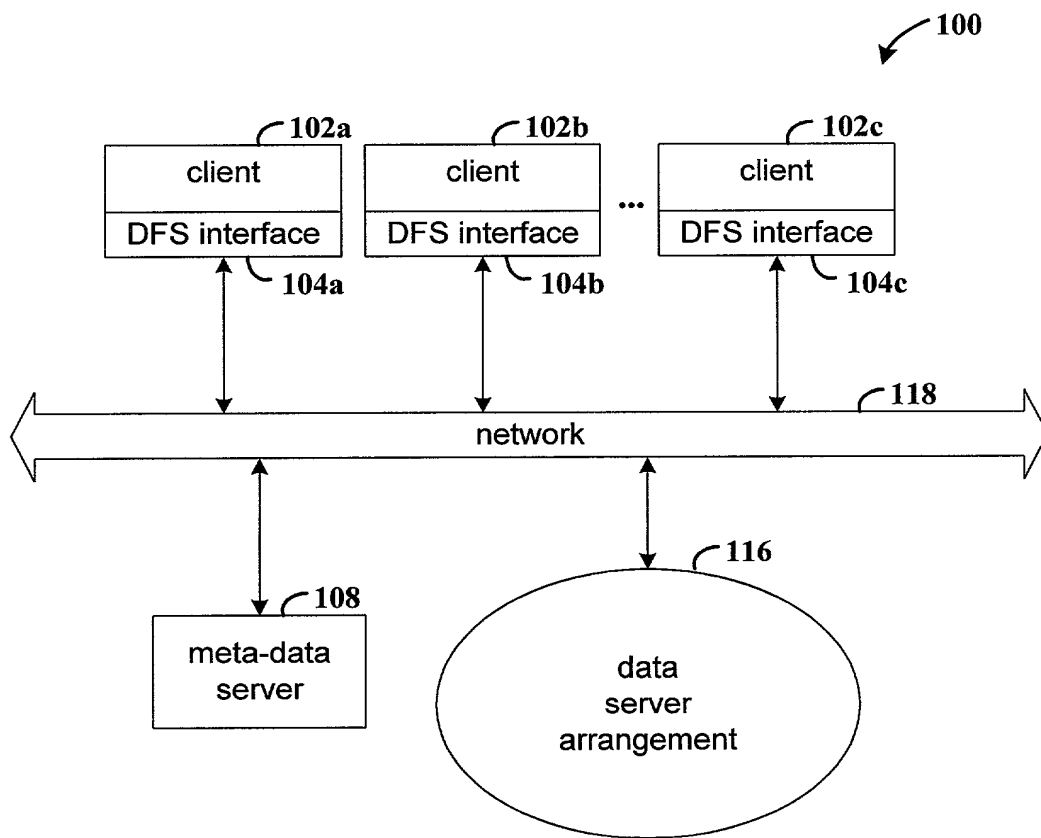 100
102a
102b
102c
client
client
client
...
DFS interface
DFS interface
DFS interface
104a
104b
104c
118
network
116
108
meta-data
server
data
server
arrangement